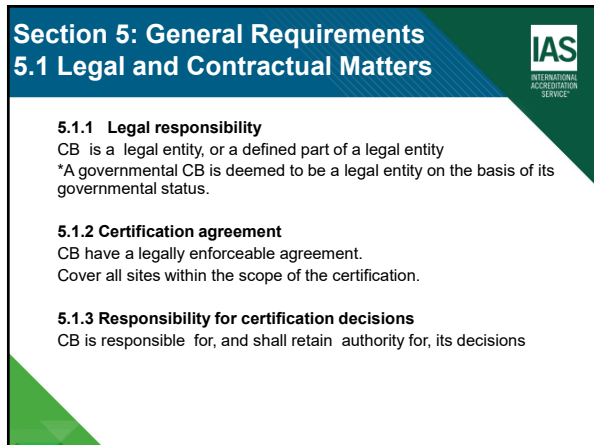 Section 5: General Requirements
5.1 Legal and Contractual Matters
IAS
INTERNATIONAL
ACCREDITATION
SERVICE®
5.1.1 Legal responsibility
CB is a legal entity, or a defined part of a legal entity
*A governmental CB is deemed to be a legal entity on the basis of its
governmental status.
5.1.2 Certification agreement
CB have a legally enforceable agreement.
Cover all sites within the scope of the certification.
5.1.3 Responsibility for certification decisions
CB is responsible for, and shall retain authority for, its decisions